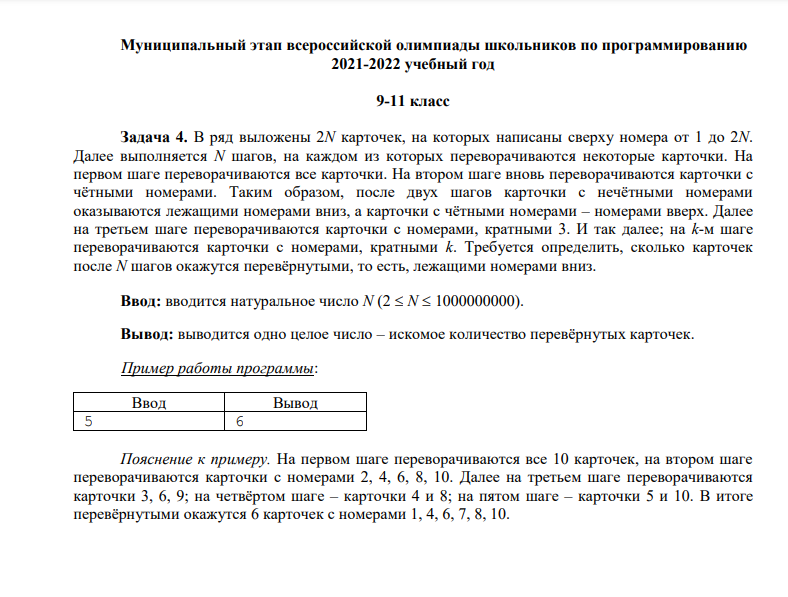 Муниципальный этап всероссийской олимпиады школьников по программированию
2021-2022 учебный год
9-11 класс
Задача 4. В ряд выложены 2N карточек, на которых написаны сверху номера от 1 до 2N.
Далее выполняется N шагов, на каждом из которых переворачиваются некоторые карточки. На
первом шаге переворачиваются все карточки. На втором шаге вновь переворачиваются карточки с
чётными номерами. Таким образом, после двух шагов карточки с нечётными номерами
оказываются лежащими номерами вниз, а карточки с чётными номерами – номерами вверх. Далее
на третьем шаге переворачиваются карточки с номерами, кратными 3. И так далее; на k-м шаге
переворачиваются карточки с номерами, кратными k. Требуется определить, сколько карточек
после N шагов окажутся перевёрнутыми, то есть, лежащими номерами вниз.
Ввод: вводится натуральное число N (2 ≤ N ≤ 1000000000).
Вывод: выводится одно целое число – искомое количество перевёрнутых карточек.
Пример работы программы:
Ввод Вывод
5 6
Пояснение к примеру. На первом шаге переворачиваются все 10 карточек, на втором шаге
переворачиваются карточки с номерами 2, 4, 6, 8, 10. Далее на третьем шаге переворачиваются
карточки 3, 6, 9; на четвёртом шаге – карточки 4 и 8; на пятом шаге – карточки 5 и 10. В итоге
перевёрнутыми окажутся 6 карточек с номерами 1, 4, 6, 7, 8, 10.